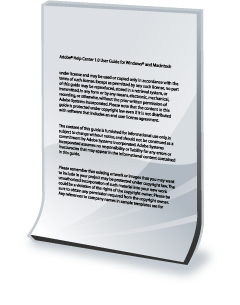 Adobe® Help Center 1.0 User Guide for Windows® and Macintosh
under license and may be used or copied only in accordance with the
terms of such license. Except as permitted by any such license, no part
of this guide may be reproduced, stored in a retrieval system, or
transmitted, in any form or by any means, electronic, mechanical,
recording, or otherwise, without the prior written permission of
Adobe Systems Incorporated. Please note that the content in this
guide is protected under copyright law even if it is not distributed
with software that includes an end user license agreement.
The content of this guide is furnished for informational use only, is
subject to change without notice, and should not be construed as a
commitment by Adobe Systems Incorporated. Adobe Systems
Incorporated assumes no responsibility or liability for any errors or
inaccuracies that may appear in the informational content contained
in this guide.
Please remember that existing artwork or images that you may want
to include in your project may be protected under copyright law. The
unauthorized incorporation of such material into your new work
could be a violation of the rights of the copyright owner. Please be
sure to obtain any permission required from the copyright owner.
Any references to company names in sample templates are for